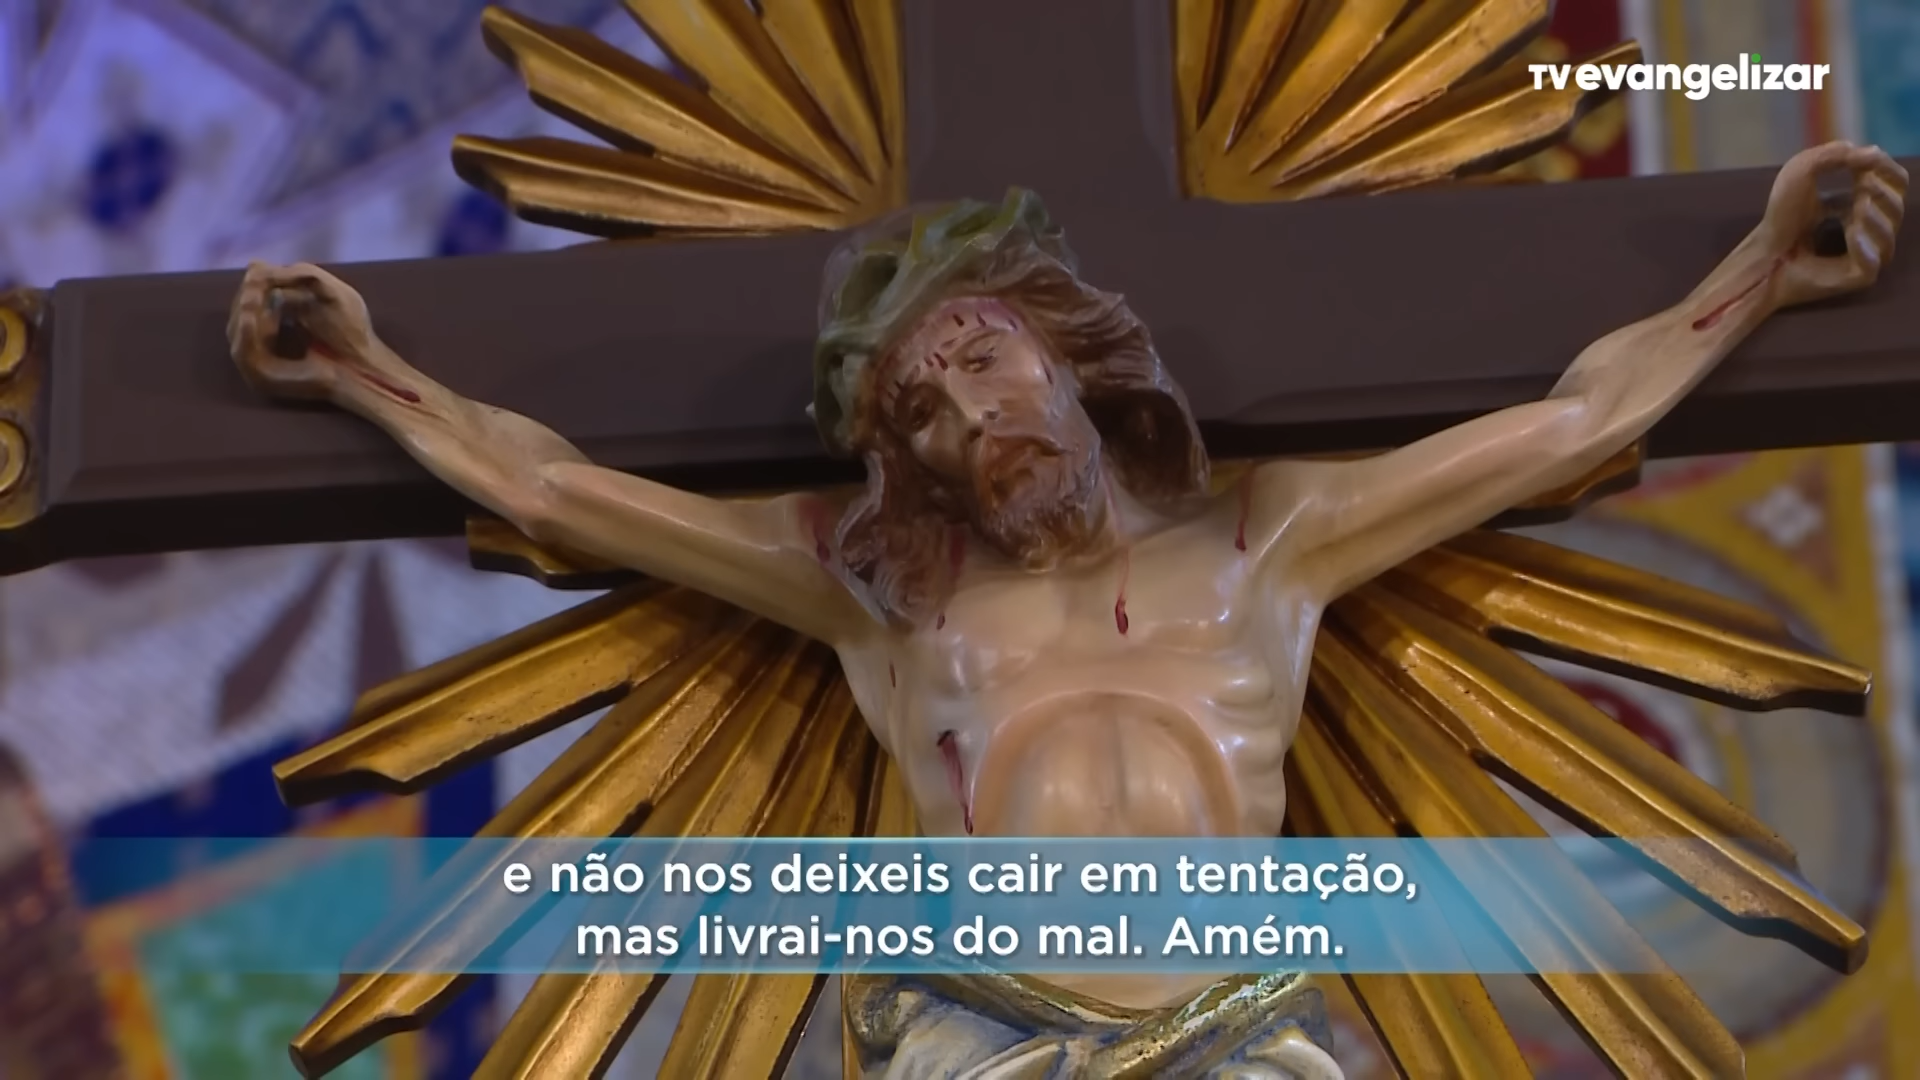 TVevangelizar
e não nos deixeis cair em tentação,
mas livrai-nos do mal. Amém.